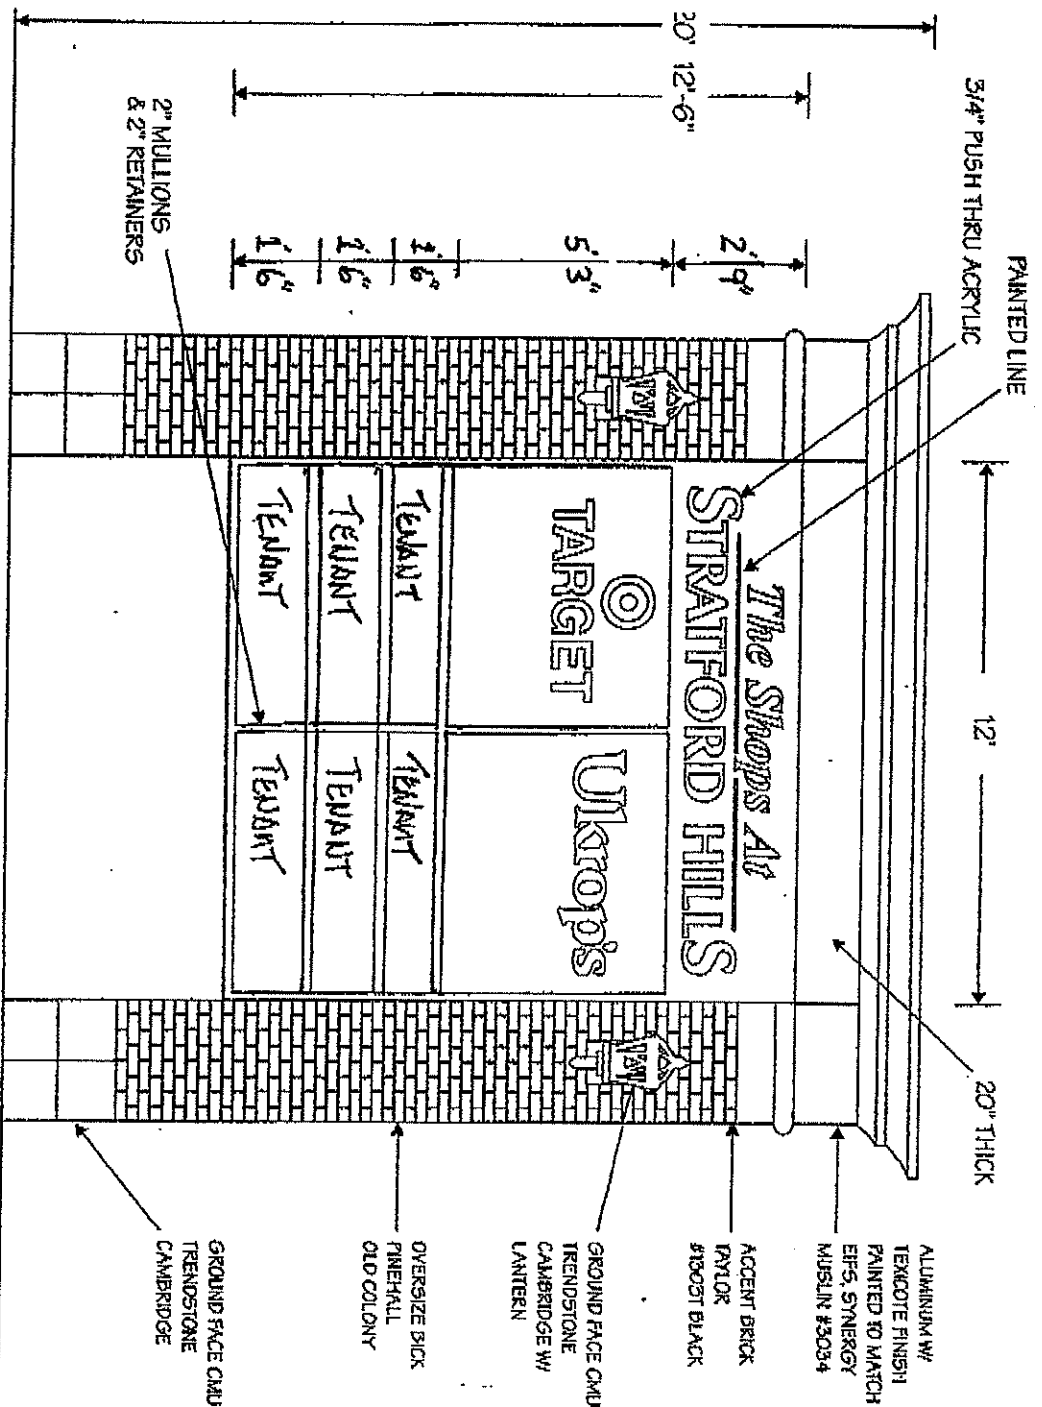 PAINTED LINE
3/4" PUSH THRU ACRYLIC
12'
20" THICK
20'
12'-6"
2'9"
5'3"
1'6"
1'6"
1'6"
2" MULLIONS
& 2" RETAINERS
The Shops At
STRATFORD HILLS
TARGET
Ukrop's
TENANT
TENANT
TENANT
TENANT
TENANT
TENANT
ALUMINUM W/
TEXCOTE FINISH
PAINTED TO MATCH
EIFS, SYNERGY
MUSLIN #3034
ACCENT BRICK
TAYLOR
#1303T BLACK
GROUND FACE CMU
TRENDSTONE
CAMBRIDGE W/
LANTERN
OVERSIZE BICK
PINEHALL
OLD COLONY
GROUND FACE CMU
TRENDSTONE
CAMBRIDGE